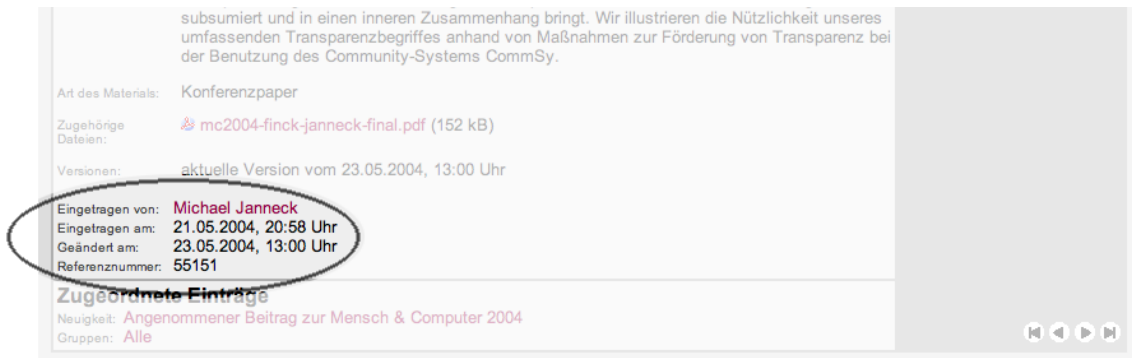 subsumiert und in einen inneren Zusammenhang bringt. Wir illustrieren die Nützlichkeit unseres
umfassenden Transparenzbegriffes anhand von Maßnahmen zur Förderung von Transparenz bei
der Benutzung des Community-Systems CommSy.
Art des Materials: Konferenzpaper
Zugehörige Dateien: mc2004-finck-janneck-final.pdf (152 kB)
Versionen: aktuelle Version vom 23.05.2004, 13:00 Uhr
Eingetragen von: Michael Janneck
Eingetragen am: 21.05.2004, 20:58 Uhr
Geändert am: 23.05.2004, 13:00 Uhr
Referenznummer: 55151
Zugeordnete Einträge
Neuigkeit: Angenommener Beitrag zur Mensch & Computer 2004
Gruppen: Alle